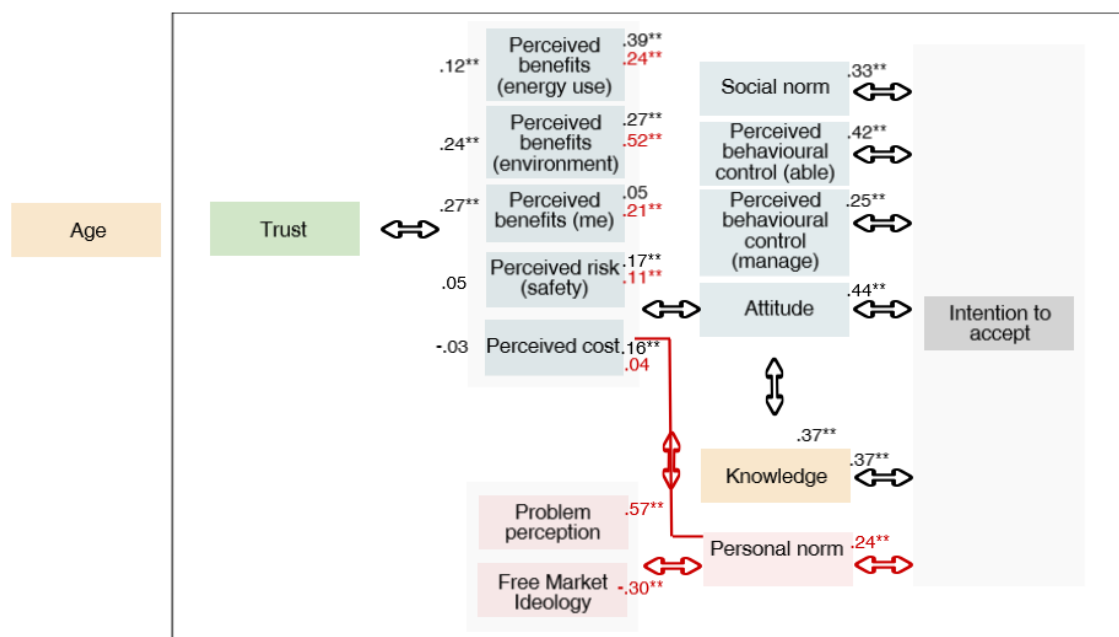 Age
Trust
.12**
.24**
.27**
.05
-.03
Perceived
benefits
(energy use)
.39**
.24**
Perceived
benefits
(environment)
.27**
.52**
Perceived
benefits (me)
.05
.21**
Perceived risk
(safety)
.17**
.11**
Perceived cost
.16**
.04
Problem
perception
.57**
Free Market
Ideology
-.30**
Social norm
.33**
Perceived
behavioural
control (able)
.42**
Perceived
behavioural
control
(manage)
.25**
Attitude
.44**
.37**
Knowledge
.37**
Personal norm
.24**
Intention to
accept